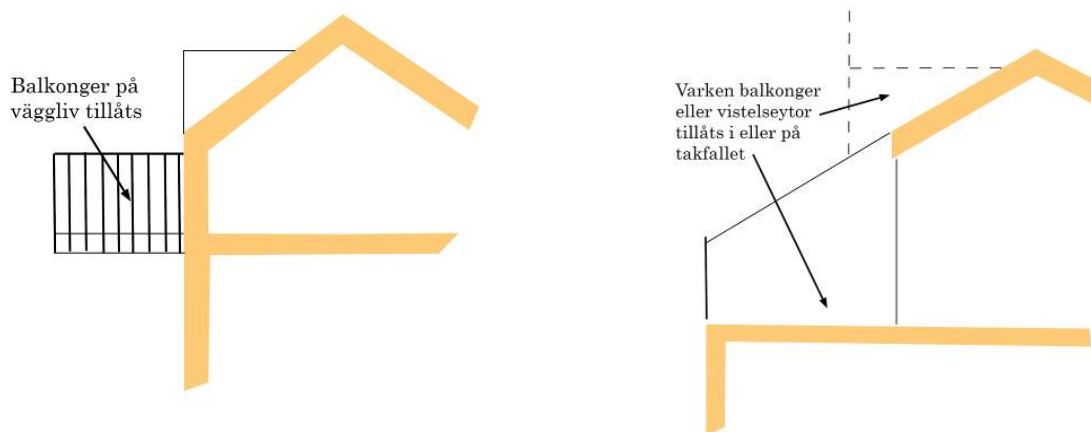 Balkonger på
väggliv tillåts
Varken balkonger
eller vistelseytor
tillåts i eller på
takfallet